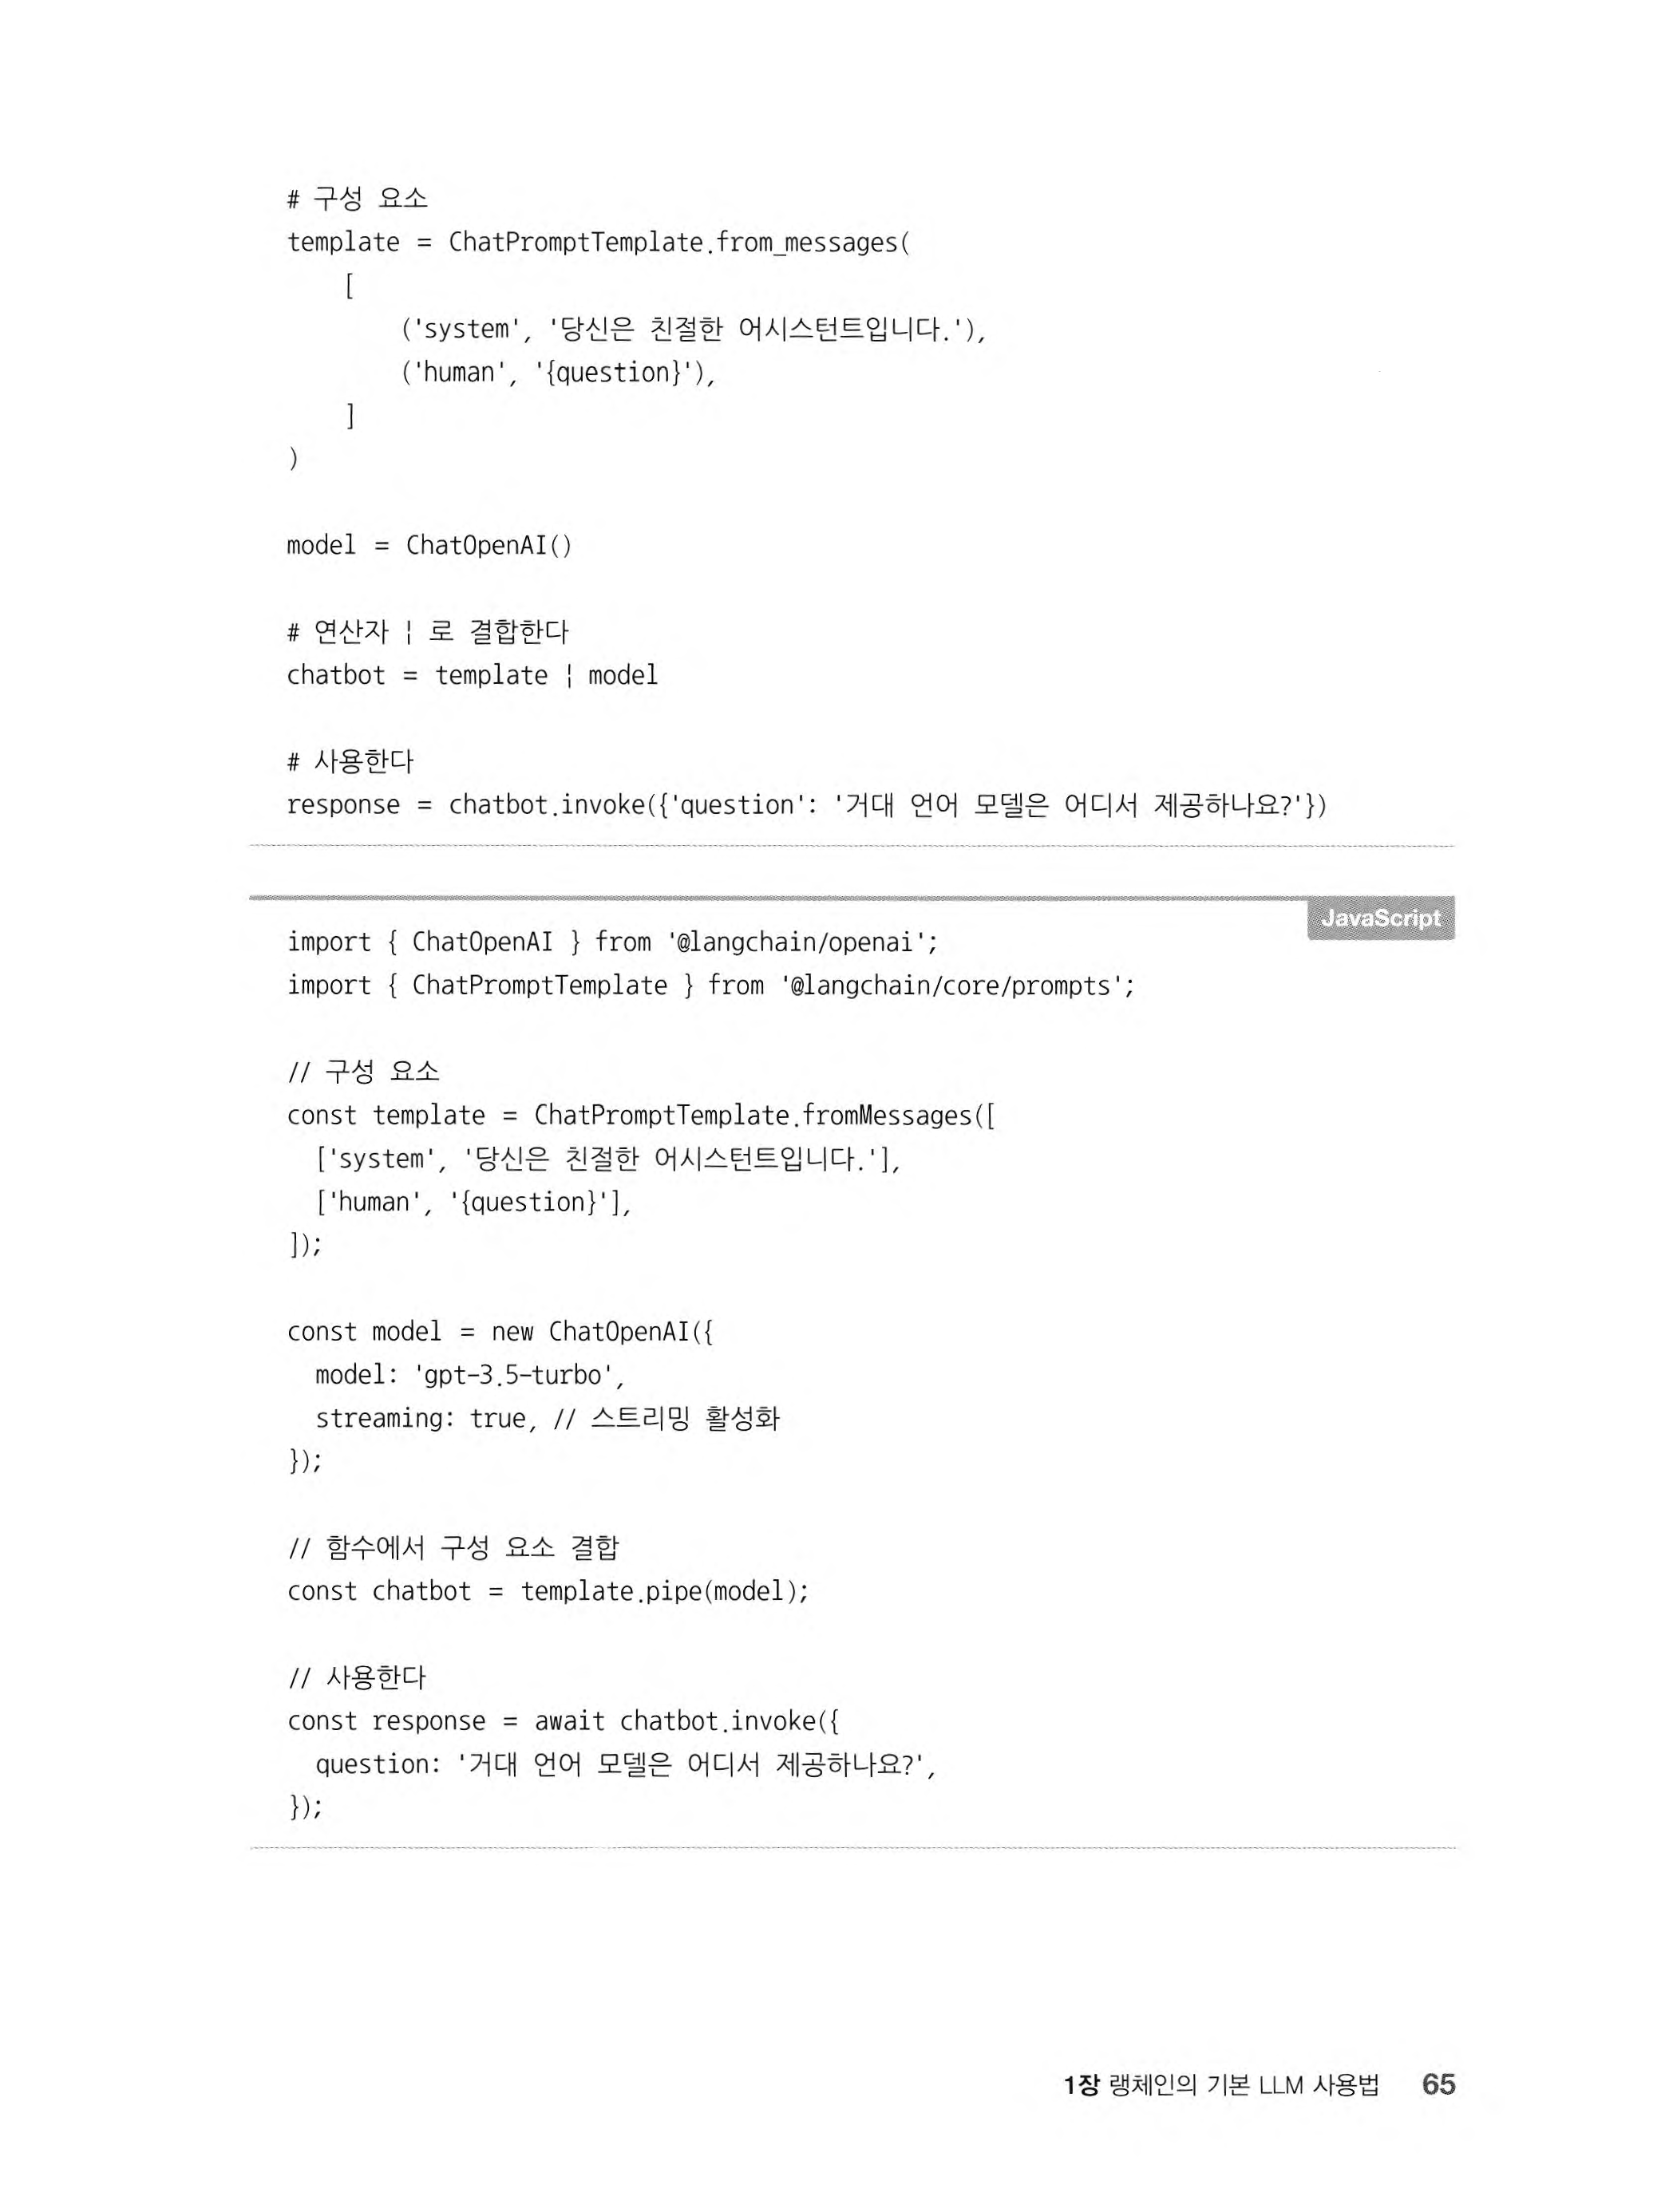 # 구성 요소
template = ChatPromptTemplate.from_messages(
    [
        ('system', '당신은 친절한 어시스턴트입니다.'),
        ('human', '{question}'),
    ]
)

model = ChatOpenAI()

# 연산자 ¦ 로 결합한다
chatbot = template ¦ model

# 사용한다
response = chatbot.invoke({'question': '거대 언어 모델은 어디서 제공하나요?'})

JavaScript
import { ChatOpenAI } from '@langchain/openai';
import { ChatPromptTemplate } from '@langchain/core/prompts';

// 구성 요소
const template = ChatPromptTemplate.fromMessages([
  ['system', '당신은 친절한 어시스턴트입니다.'],
  ['human', '{question}'],
]);

const model = new ChatOpenAI({
  model: 'gpt-3.5-turbo',
  streaming: true, // 스트리밍 활성화
});

// 함수에서 구성 요소 결합
const chatbot = template.pipe(model);

// 사용한다
const response = await chatbot.invoke({
  question: '거대 언어 모델은 어디서 제공하나요?',
});

1장 랭체인의 기본 LLM 사용법 65